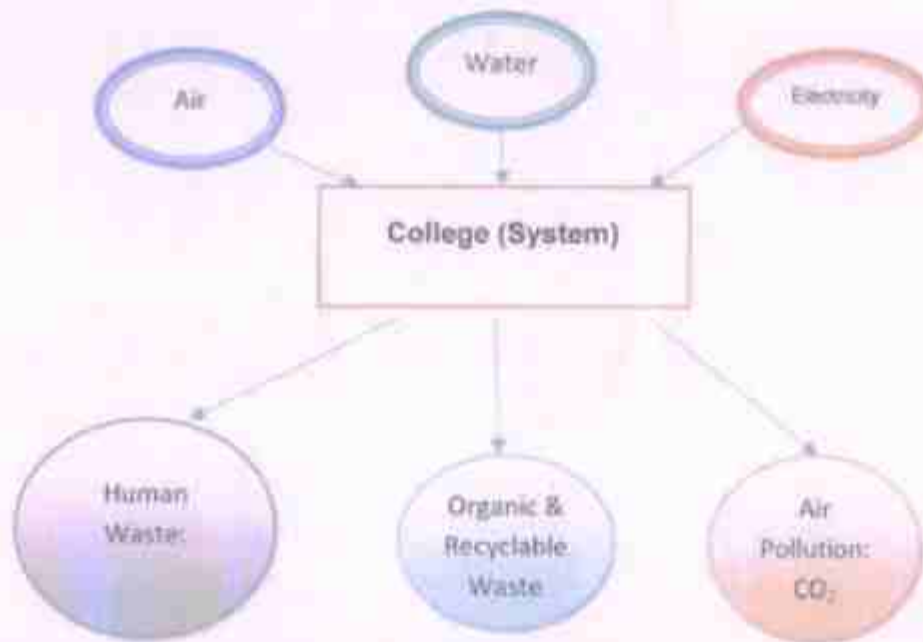 Air
Water
Electricity
College (System)
Human
Waste:
Organic &
Recyclable
Waste
Air
Pollution:
CO₂